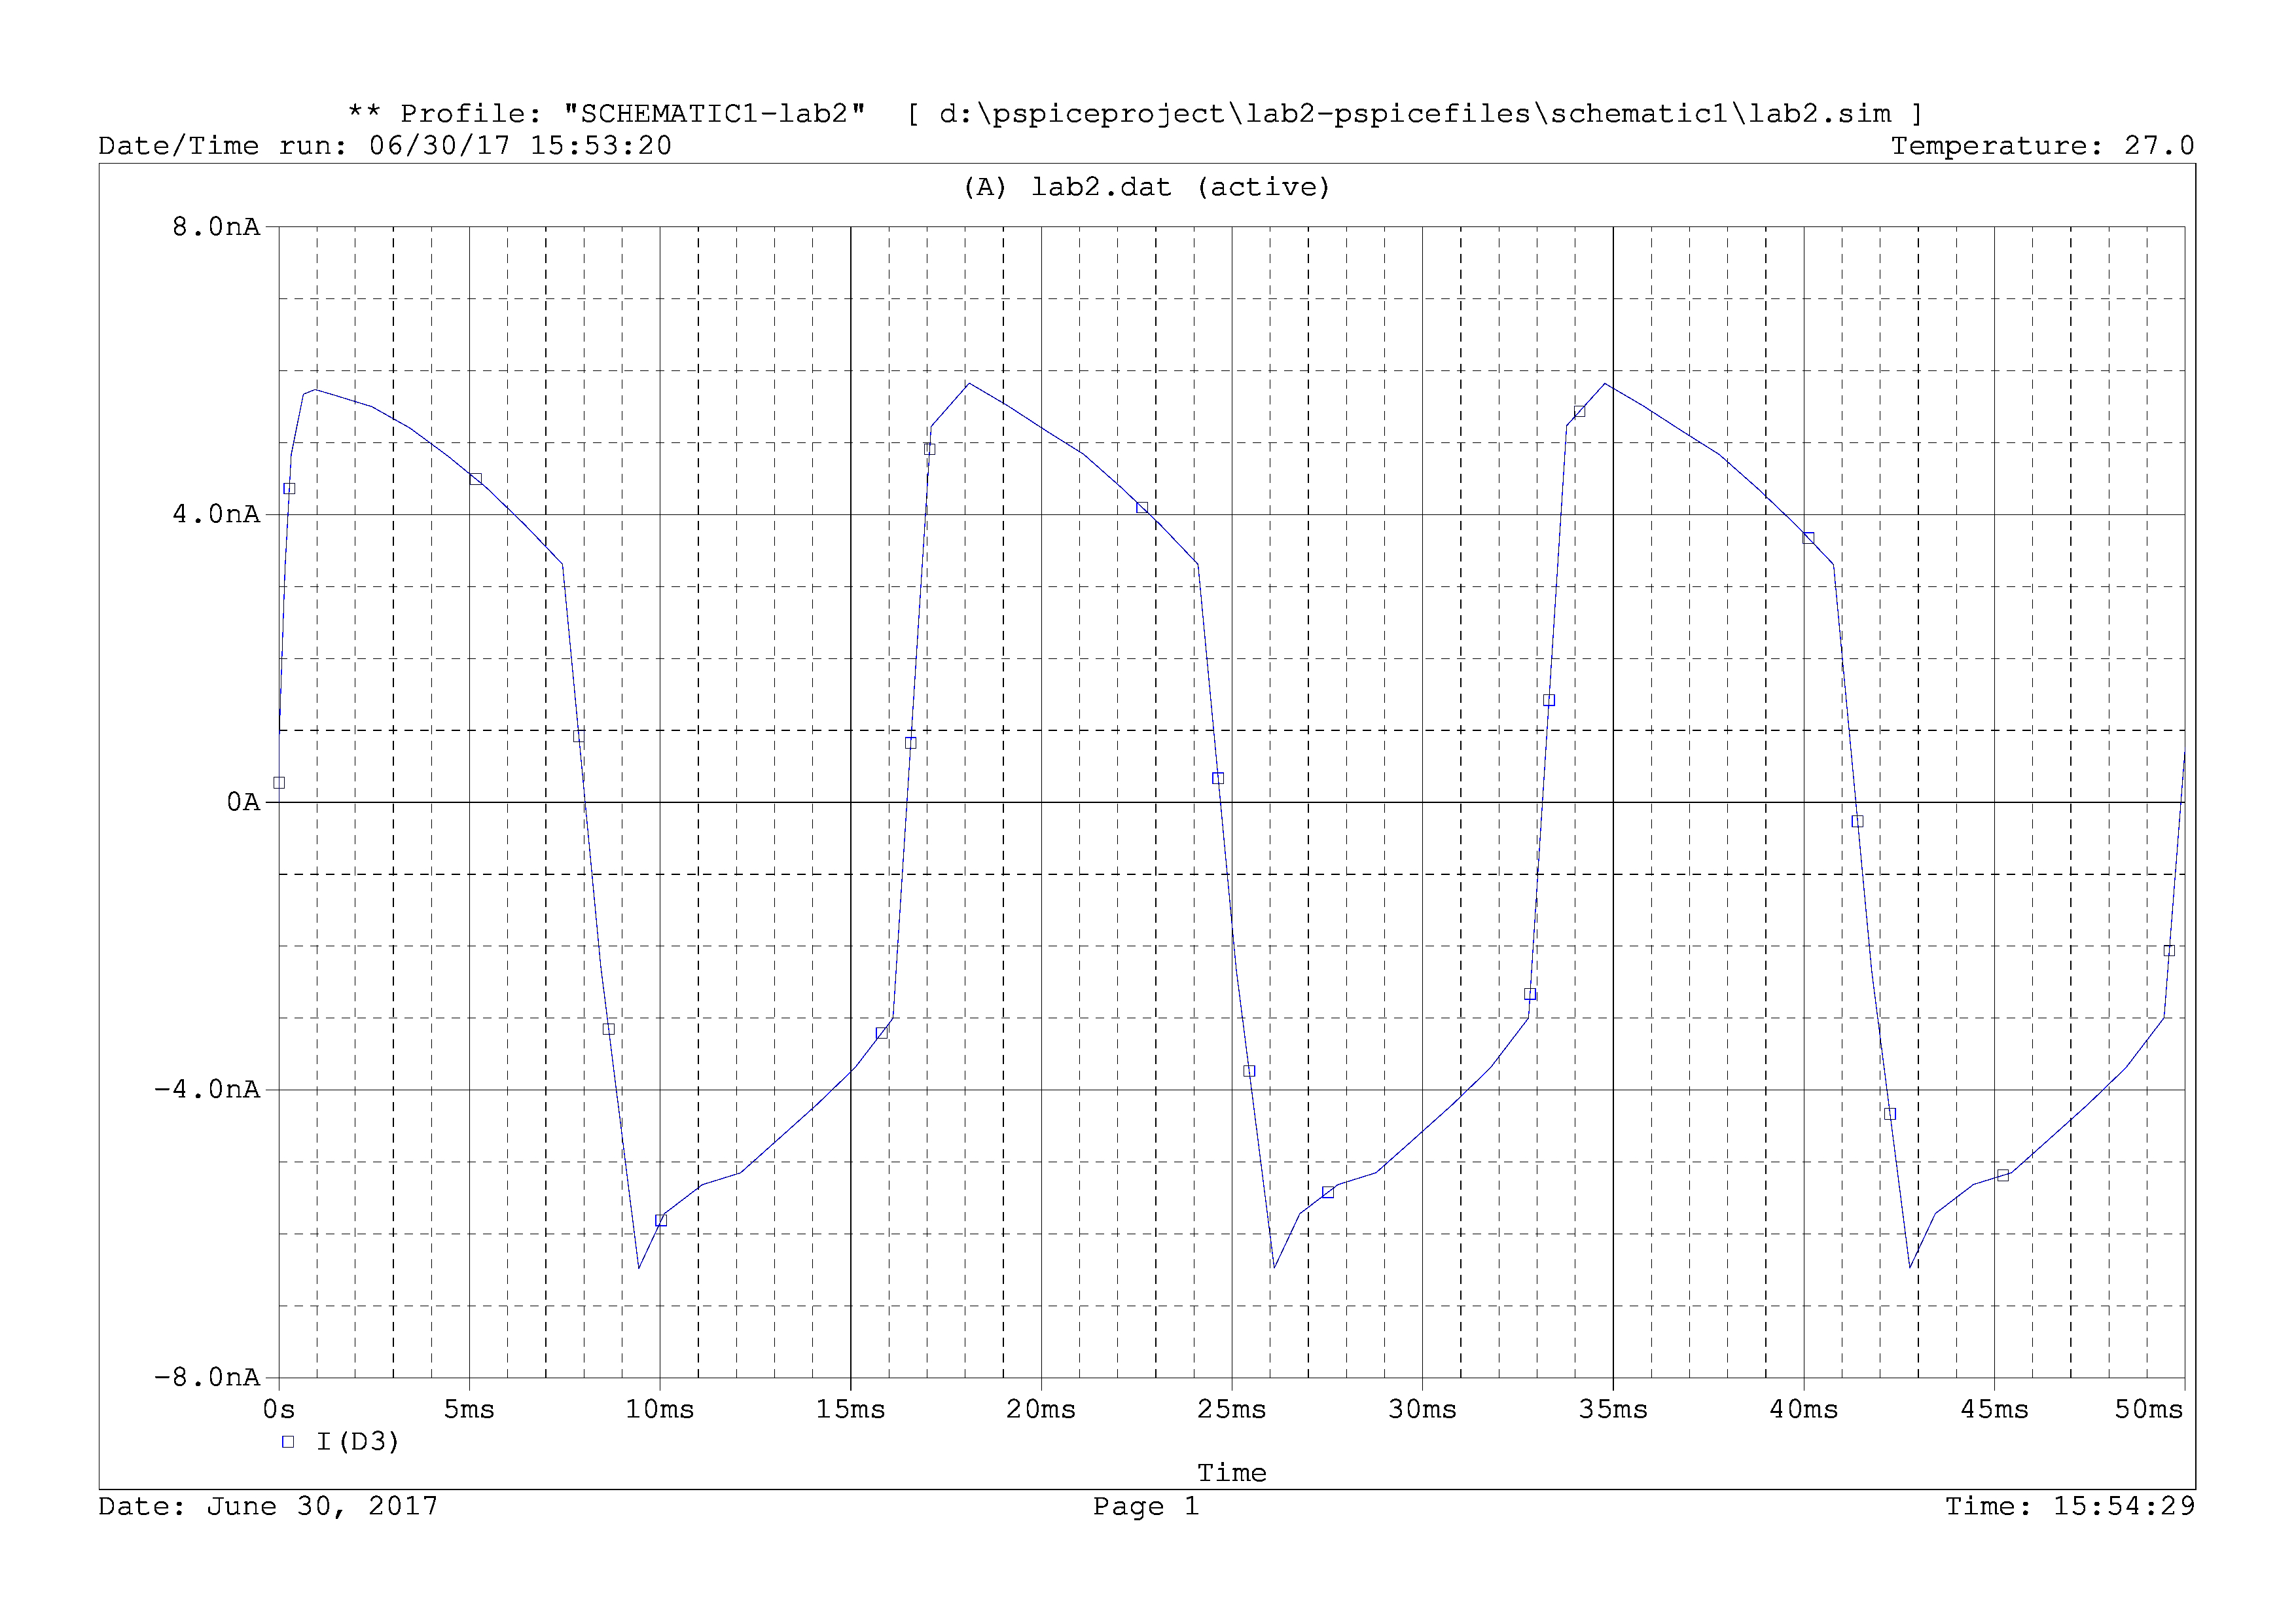 ** Profile: "SCHEMATIC1-lab2"  [ d:\pspiceproject\lab2-pspicefiles\schematic1\lab2.sim ]
Date/Time run: 06/30/17 15:53:20 Temperature: 27.0
(A) lab2.dat (active)
8.0nA
4.0nA
0A
-4.0nA
-8.0nA
0s 5ms 10ms 15ms 20ms 25ms 30ms 35ms 40ms 45ms 50ms
I(D3)
Time
Date: June 30, 2017 Page 1 Time: 15:54:29